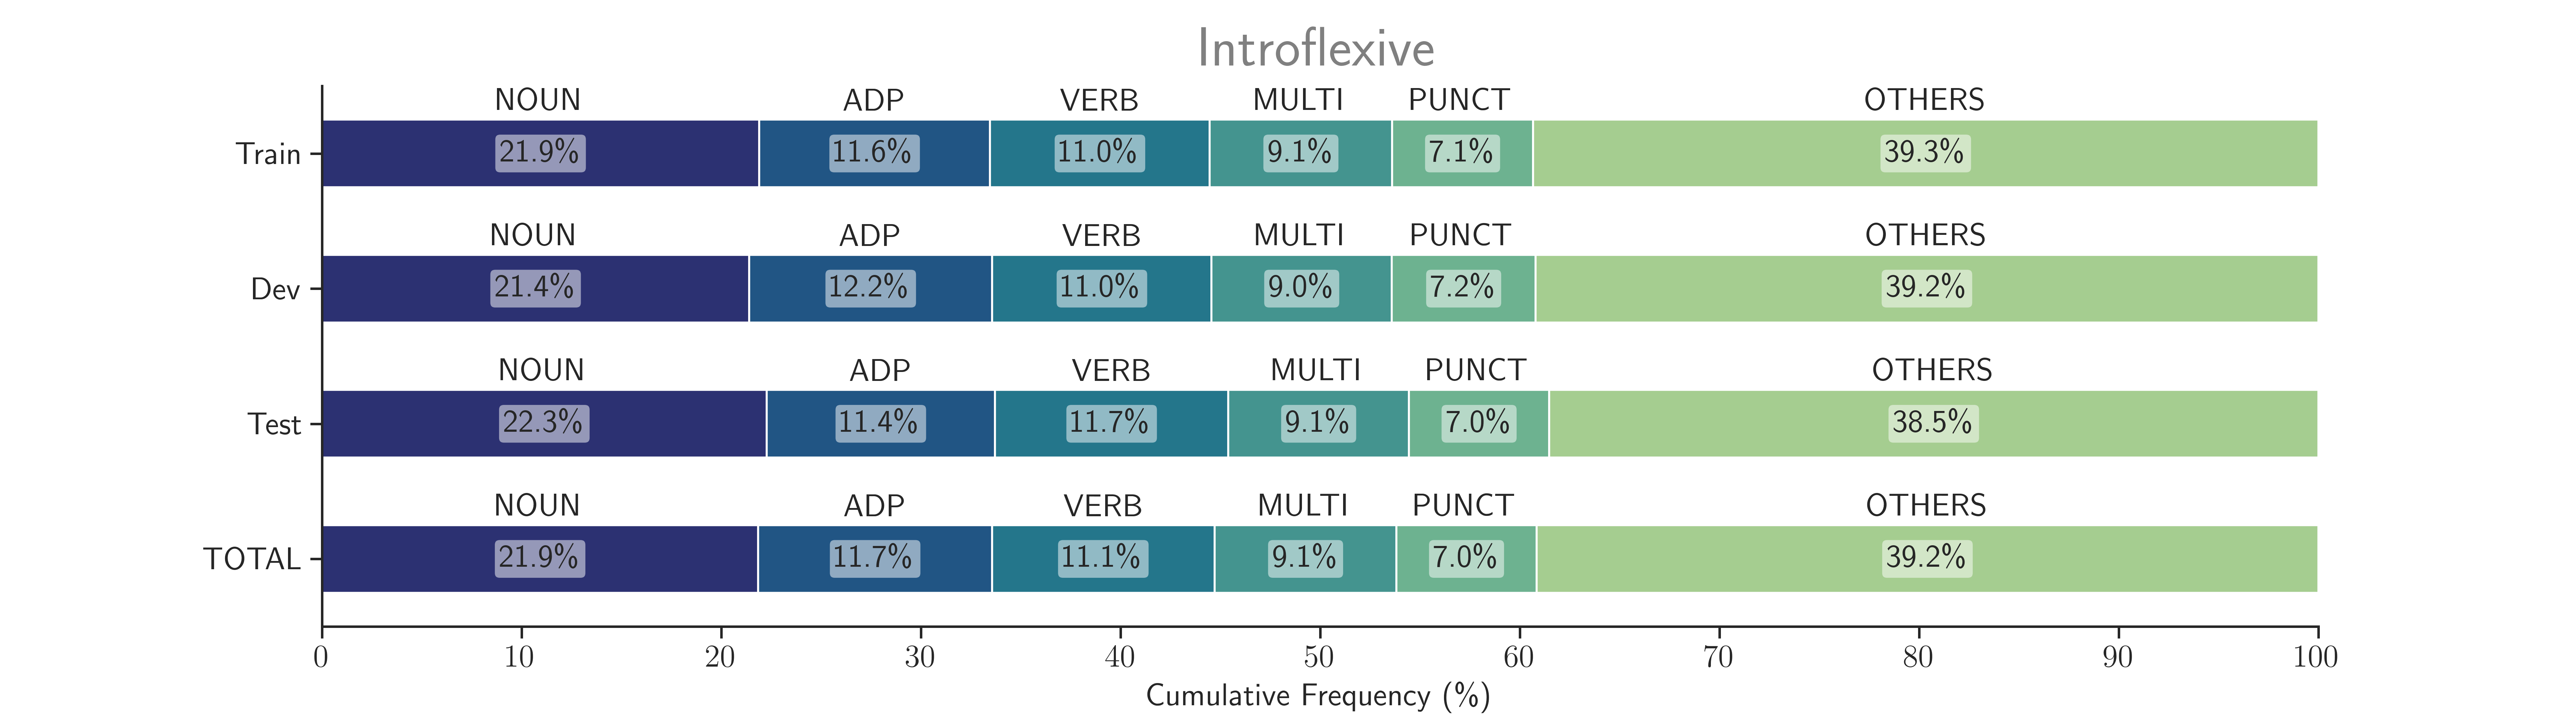 Introflexive
NOUN ADP VERB MULTI PUNCT OTHERS
Train 21.9% 11.6% 11.0% 9.1% 7.1% 39.3%
NOUN ADP VERB MULTI PUNCT OTHERS
Dev 21.4% 12.2% 11.0% 9.0% 7.2% 39.2%
NOUN ADP VERB MULTI PUNCT OTHERS
Test 22.3% 11.4% 11.7% 9.1% 7.0% 38.5%
NOUN ADP VERB MULTI PUNCT OTHERS
TOTAL 21.9% 11.7% 11.1% 9.1% 7.0% 39.2%
0 10 20 30 40 50 60 70 80 90 100
Cumulative Frequency (%)